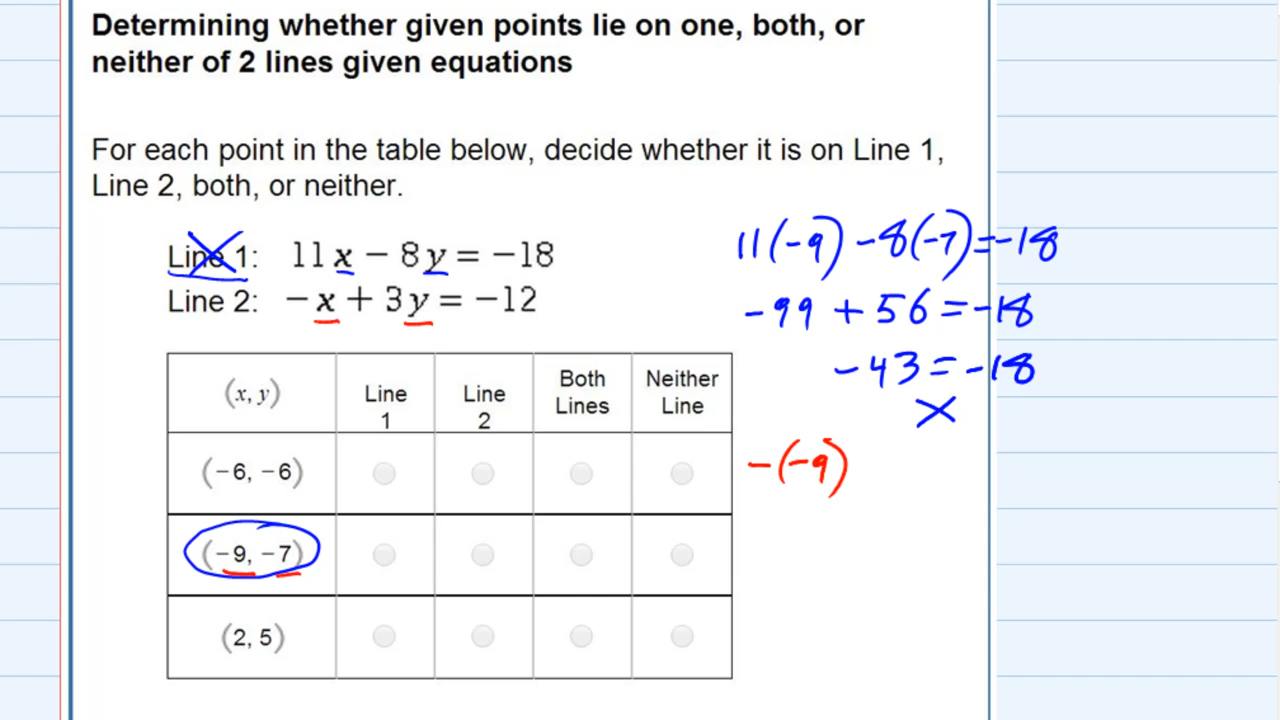 Determining whether given points lie on one, both, or
neither of 2 lines given equations
For each point in the table below, decide whether it is on Line 1,
Line 2, both, or neither.
Line 1: 11x − 8y = −18
Line 2: −x + 3y = −12
11(-9) -8(-7) = -18
-99 + 56 = -18
-43 = -18
(x, y) Line 1 Line 2 Both Lines Neither Line
(−6, −6)
-(-9)
(−9, −7)
(2, 5)